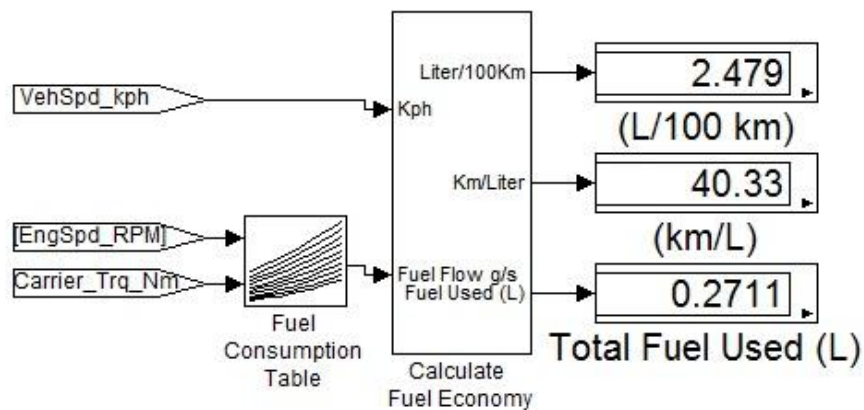 VehSpd_kph
[EngSpd_RPM]
Carrier_Trq_Nm
Fuel
Consumption
Table
Kph
Fuel Flow g/s
Liter/100Km
Km/Liter
Fuel Used (L)
Calculate
Fuel Economy
2.479
(L/100 km)
40.33
(km/L)
0.2711
Total Fuel Used (L)